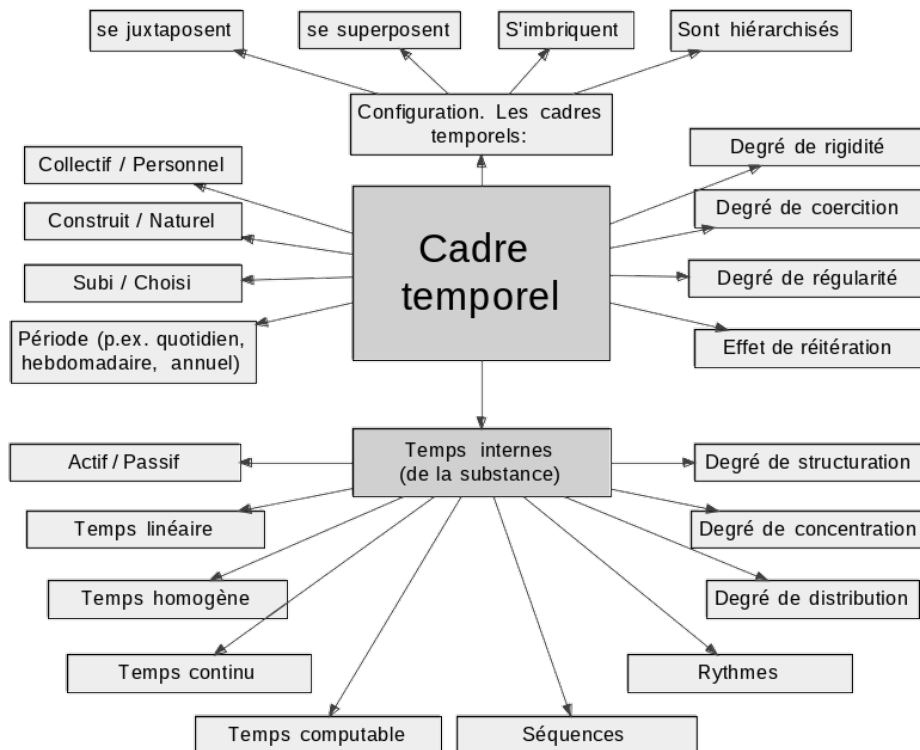 se juxtaposent
se superposent
S'imbriquent
Sont hiérarchisés
Configuration. Les cadres
temporels:
Collectif / Personnel
Construit / Naturel
Subi / Choisi
Période (p.ex. quotidien,
hebdomadaire, annuel)
Cadre
temporel
Degré de rigidité
Degré de coercition
Degré de régularité
Effet de réitération
Temps internes
(de la substance)
Actif / Passif
Temps linéaire
Temps homogène
Temps continu
Temps computable
Séquences
Rythmes
Degré de distribution
Degré de concentration
Degré de structuration